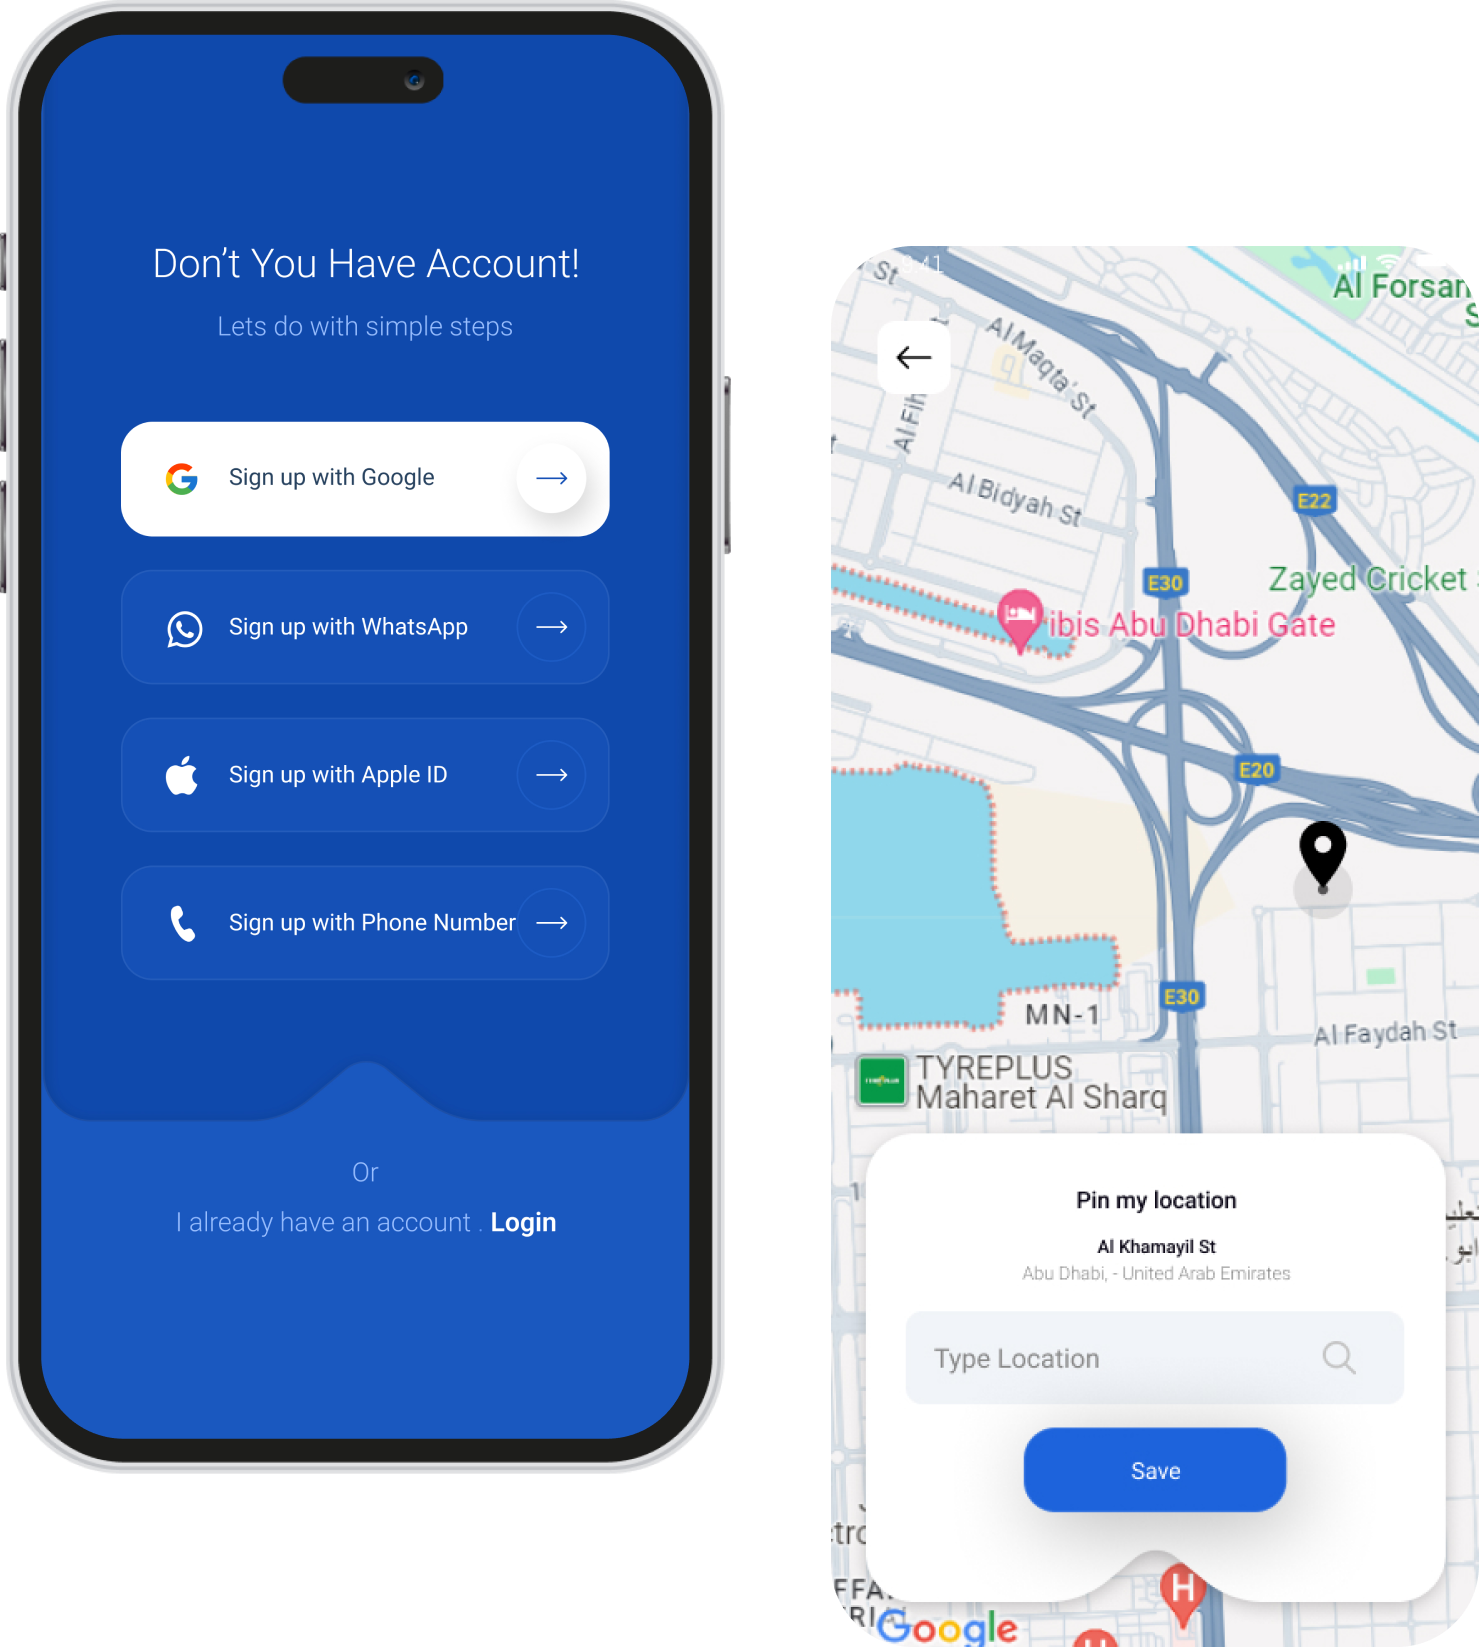 Don't You Have Account!
Lets do with simple steps
Sign up with Google
Sign up with WhatsApp
Sign up with Apple ID
Sign up with Phone Number
Or
I already have an account . Login
9:41
St
Al Forsan
S
Al Maqta' St
Al Fih
Al Bidyah St
E22
E30
Zayed Cricket
ibis Abu Dhabi Gate
E20
E30
MN-1
Al Faydah St
TYREPLUS
Maharet Al Sharq
Pin my location
Al Khamayil St
Abu Dhabi, - United Arab Emirates
Type Location
Save
H
Google
H